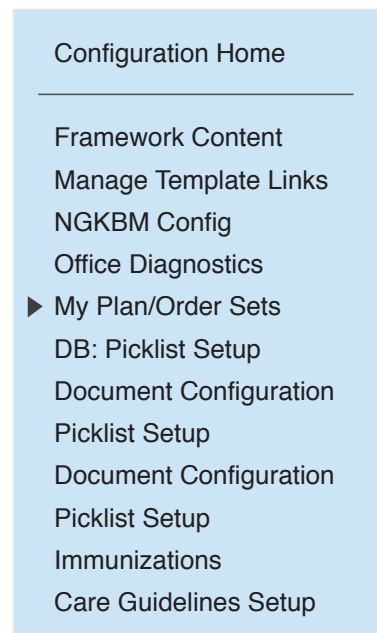 Configuration Home
Framework Content
Manage Template Links
NGKBM Config
Office Diagnostics
My Plan/Order Sets
DB: Picklist Setup
Document Configuration
Picklist Setup
Document Configuration
Picklist Setup
Immunizations
Care Guidelines Setup